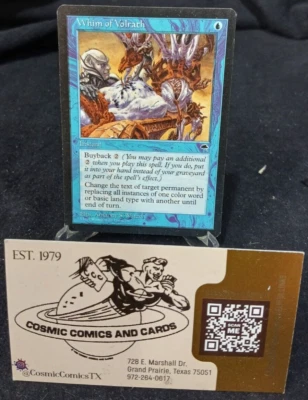 Whim of Volrath
Instant
Buyback 2 (You may pay an additional
2 when you play this spell. If you do, put
it into your hand instead of your graveyard
as part of the spell's effect.)
Change the text of target permanent by
replacing all instances of one color word
or basic land type with another until
end of turn.
EST. 1979
COSMIC COMICS AND CARDS
SCAN
ME
@CosmicComicsTX
728 E. Marshall Dr.
Grand Prairie, Texas 75051
972-264-0617